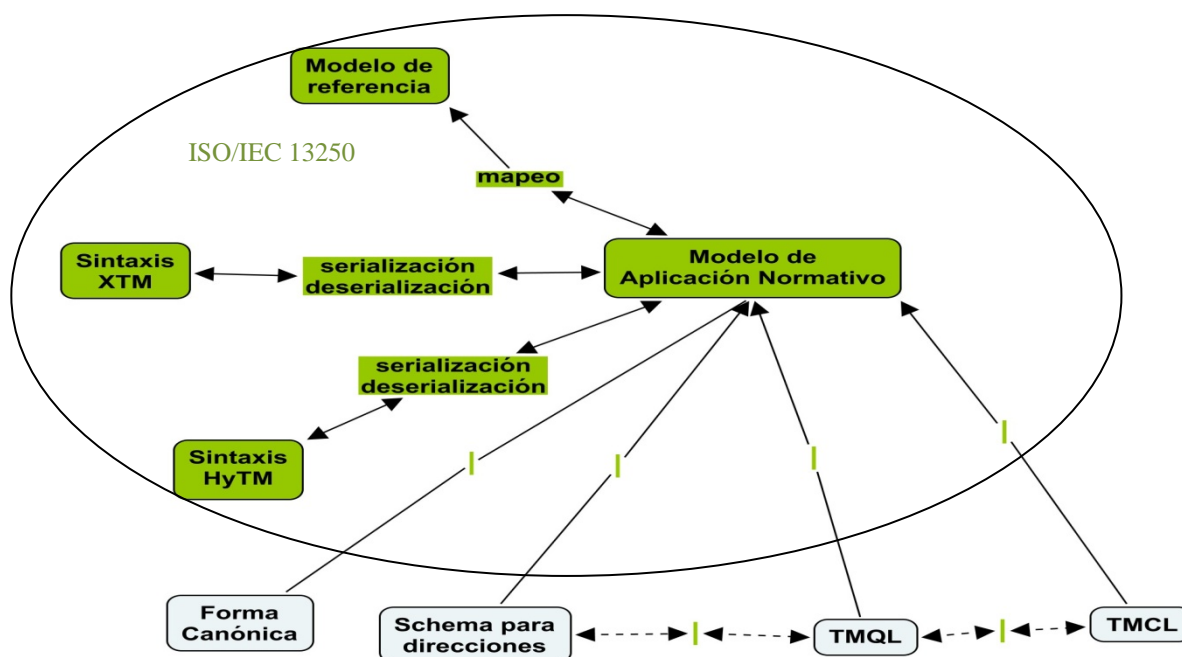 Modelo de
referencia
ISO/IEC 13250
mapeo
Sintaxis
XTM
serialización
deserialización
Modelo de
Aplicación Normativo
serialización
deserialización
Sintaxis
HyTM
Forma
Canónica
Schema para
direcciones
TMQL
TMCL